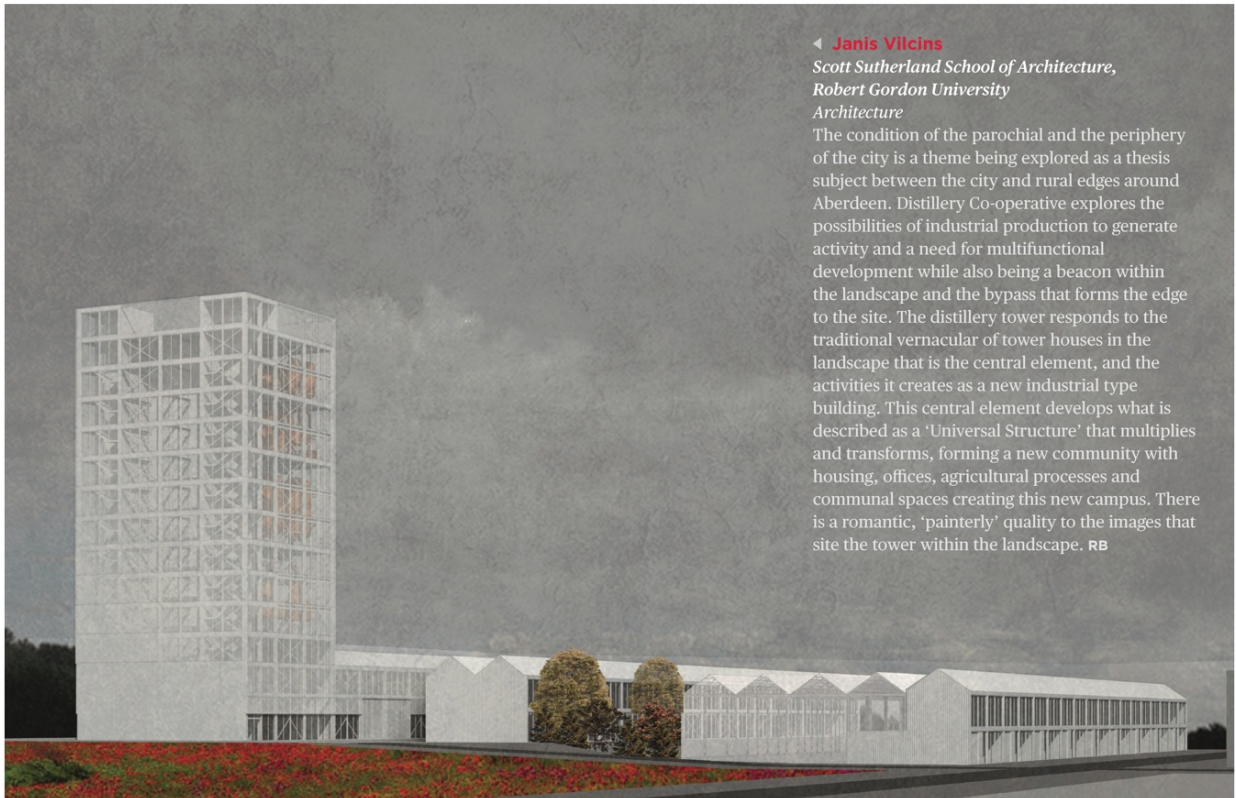 Janis Vilcins
Scott Sutherland School of Architecture,
Robert Gordon University
Architecture
The condition of the parochial and the periphery
of the city is a theme being explored as a thesis
subject between the city and rural edges around
Aberdeen. Distillery Co-operative explores the
possibilities of industrial production to generate
activity and a need for multifunctional
development while also being a beacon within
the landscape and the bypass that forms the edge
to the site. The distillery tower responds to the
traditional vernacular of tower houses in the
landscape that is the central element, and the
activities it creates as a new industrial type
building. This central element develops what is
described as a ‘Universal Structure’ that multiplies
and transforms, forming a new community with
housing, offices, agricultural processes and
communal spaces creating this new campus. There
is a romantic, ‘painterly’ quality to the images that
site the tower within the landscape. RB